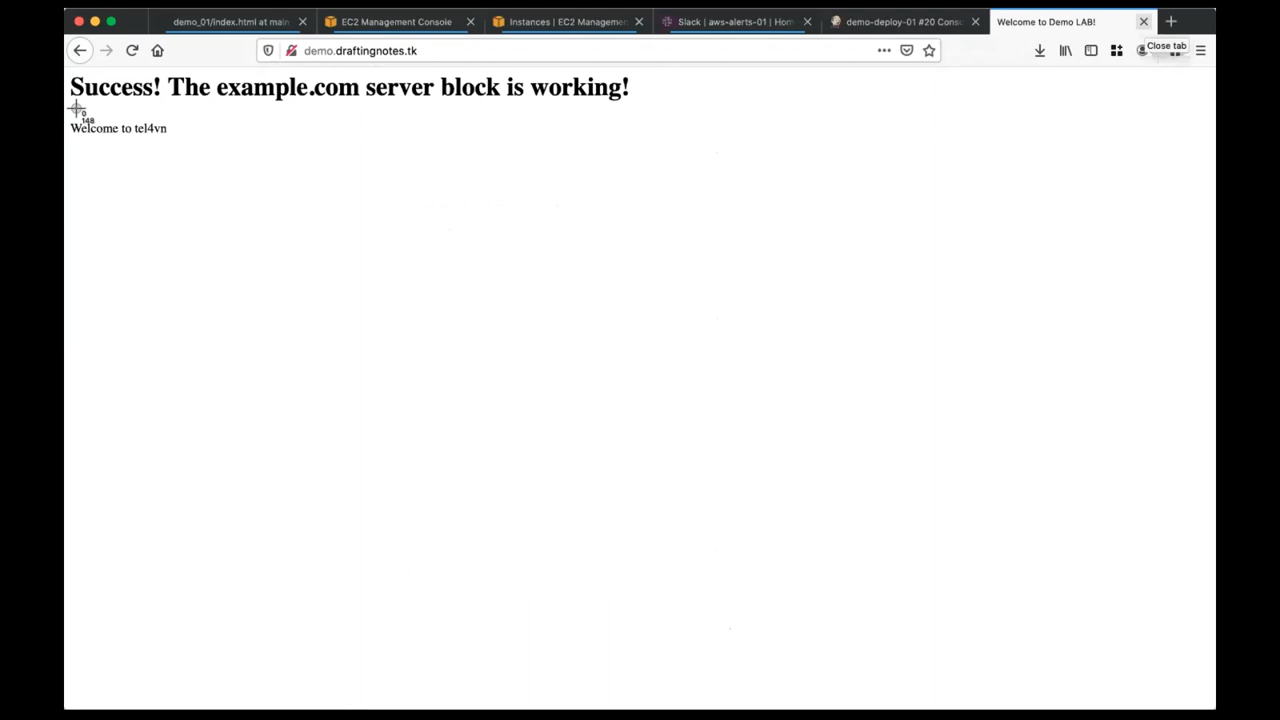 demo_01/index.html at main
EC2 Management Console
Instances | EC2 Managemen
Slack | aws-alerts-01 | Hom
demo-deploy-01 #20 Conso
Welcome to Demo LAB!
demo.draftingnotes.tk
Close tab
Success! The example.com server block is working!
0
148
Welcome to tel4vn